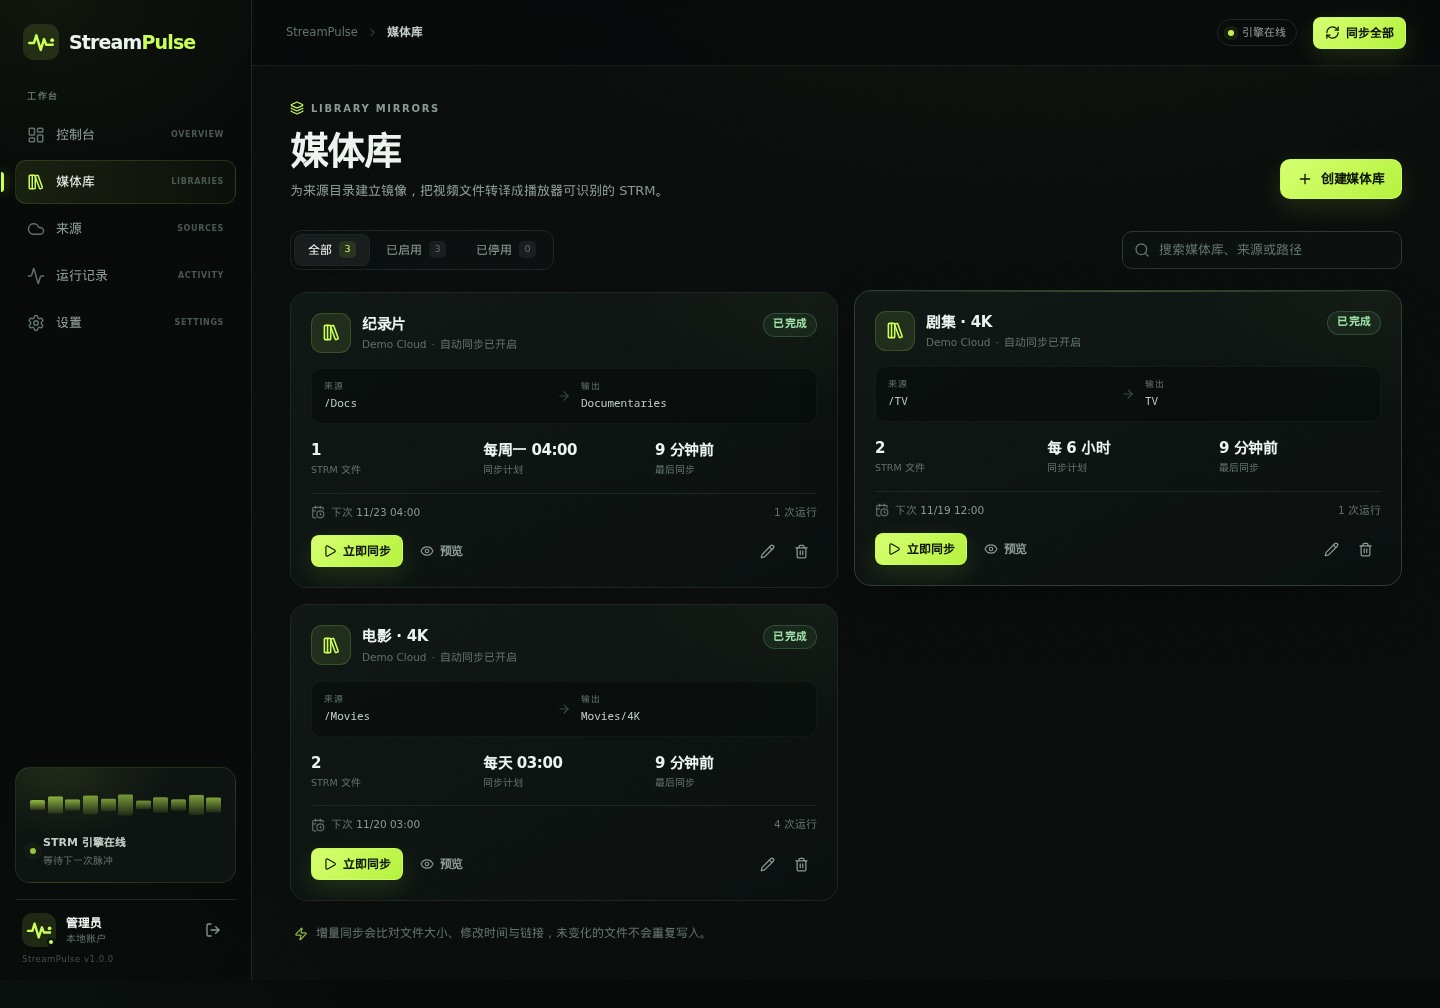 StreamPulse
工作台
控制台 OVERVIEW
媒体库 LIBRARIES
来源 SOURCES
运行记录 ACTIVITY
设置 SETTINGS
STRM 引擎在线
等待下一次脉冲
管理员
本地账户
StreamPulse v1.0.0
StreamPulse > 媒体库
引擎在线
同步全部
LIBRARY MIRRORS
媒体库
为来源目录建立镜像，把视频文件转译成播放器可识别的 STRM。
创建媒体库
全部 3 已启用 3 已停用 0
搜索媒体库、来源或路径
纪录片
已完成
Demo Cloud · 自动同步已开启
来源 输出
/Docs → Documentaries
1 每周一 04:00 9 分钟前
STRM 文件 同步计划 最后同步
下次 11/23 04:00 1 次运行
立即同步 预览
剧集 · 4K
已完成
Demo Cloud · 自动同步已开启
来源 输出
/TV → TV
2 每 6 小时 9 分钟前
STRM 文件 同步计划 最后同步
下次 11/19 12:00 1 次运行
立即同步 预览
电影 · 4K
已完成
Demo Cloud · 自动同步已开启
来源 输出
/Movies → Movies/4K
2 每天 03:00 9 分钟前
STRM 文件 同步计划 最后同步
下次 11/20 03:00 4 次运行
立即同步 预览
增量同步会比对文件大小、修改时间与链接，未变化的文件不会重复写入。